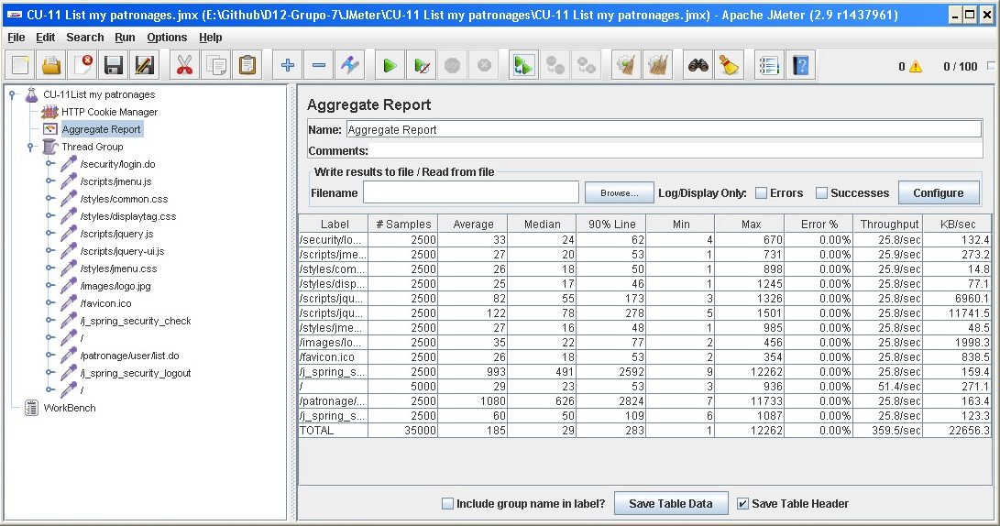 CU-11 List my patronages.jmx (E:\Github\D12-Grupo-7\JMeter\CU-11 List my patronages\CU-11 List my patronages.jmx) - Apache JMeter (2.9 r1437961)
File Edit Search Run Options Help
0 0 / 100
CU-11List my patronages
HTTP Cookie Manager
Aggregate Report
Thread Group
/security/login.do
/scripts/jmenu.js
/styles/common.css
/styles/displaytag.css
/scripts/jquery.js
/scripts/jquery-ui.js
/styles/jmenu.css
/images/logo.jpg
/favicon.ico
/j_spring_security_check
/
/patronage/user/list.do
/j_spring_security_logout
/
WorkBench
Aggregate Report
Name: Aggregate Report
Comments:
Write results to file / Read from file
Filename Browse... Log/Display Only: Errors Successes Configure
Label # Samples Average Median 90% Line Min Max Error % Throughput KB/sec
/security/lo... 2500 33 24 62 4 670 0.00% 25.8/sec 132.4
/scripts/jme... 2500 27 20 53 1 731 0.00% 25.9/sec 273.2
/styles/com... 2500 26 18 50 1 898 0.00% 25.9/sec 14.8
/styles/disp... 2500 25 17 46 1 1245 0.00% 25.8/sec 77.1
/scripts/jqu... 2500 82 55 173 3 1326 0.00% 25.8/sec 6960.1
/scripts/jqu... 2500 122 78 278 5 1501 0.00% 25.8/sec 11741.5
/styles/jme... 2500 27 16 48 1 985 0.00% 25.8/sec 48.5
/images/lo... 2500 35 22 77 2 456 0.00% 25.8/sec 1998.3
/favicon.ico 2500 26 18 53 2 354 0.00% 25.8/sec 838.5
/j_spring_s... 2500 993 491 2592 9 12262 0.00% 25.8/sec 159.4
/ 5000 29 23 53 3 936 0.00% 51.4/sec 271.1
/patronage/... 2500 1080 626 2824 7 11733 0.00% 25.8/sec 163.4
/j_spring_s... 2500 60 50 109 6 1087 0.00% 25.8/sec 123.3
TOTAL 35000 185 29 283 1 12262 0.00% 359.5/sec 22656.3
Include group name in label? Save Table Data Save Table Header